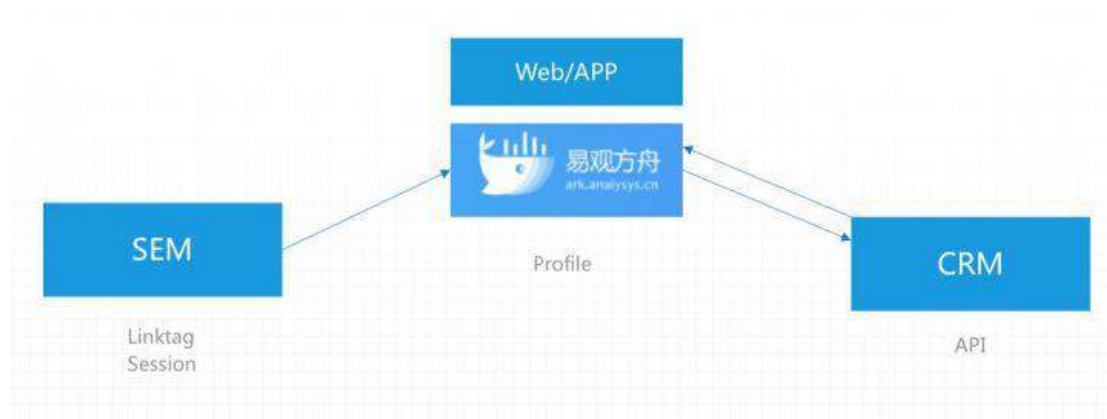 Web/APP
易观方舟
ark.analysys.cn
SEM
Profile
CRM
Linktag
Session
API